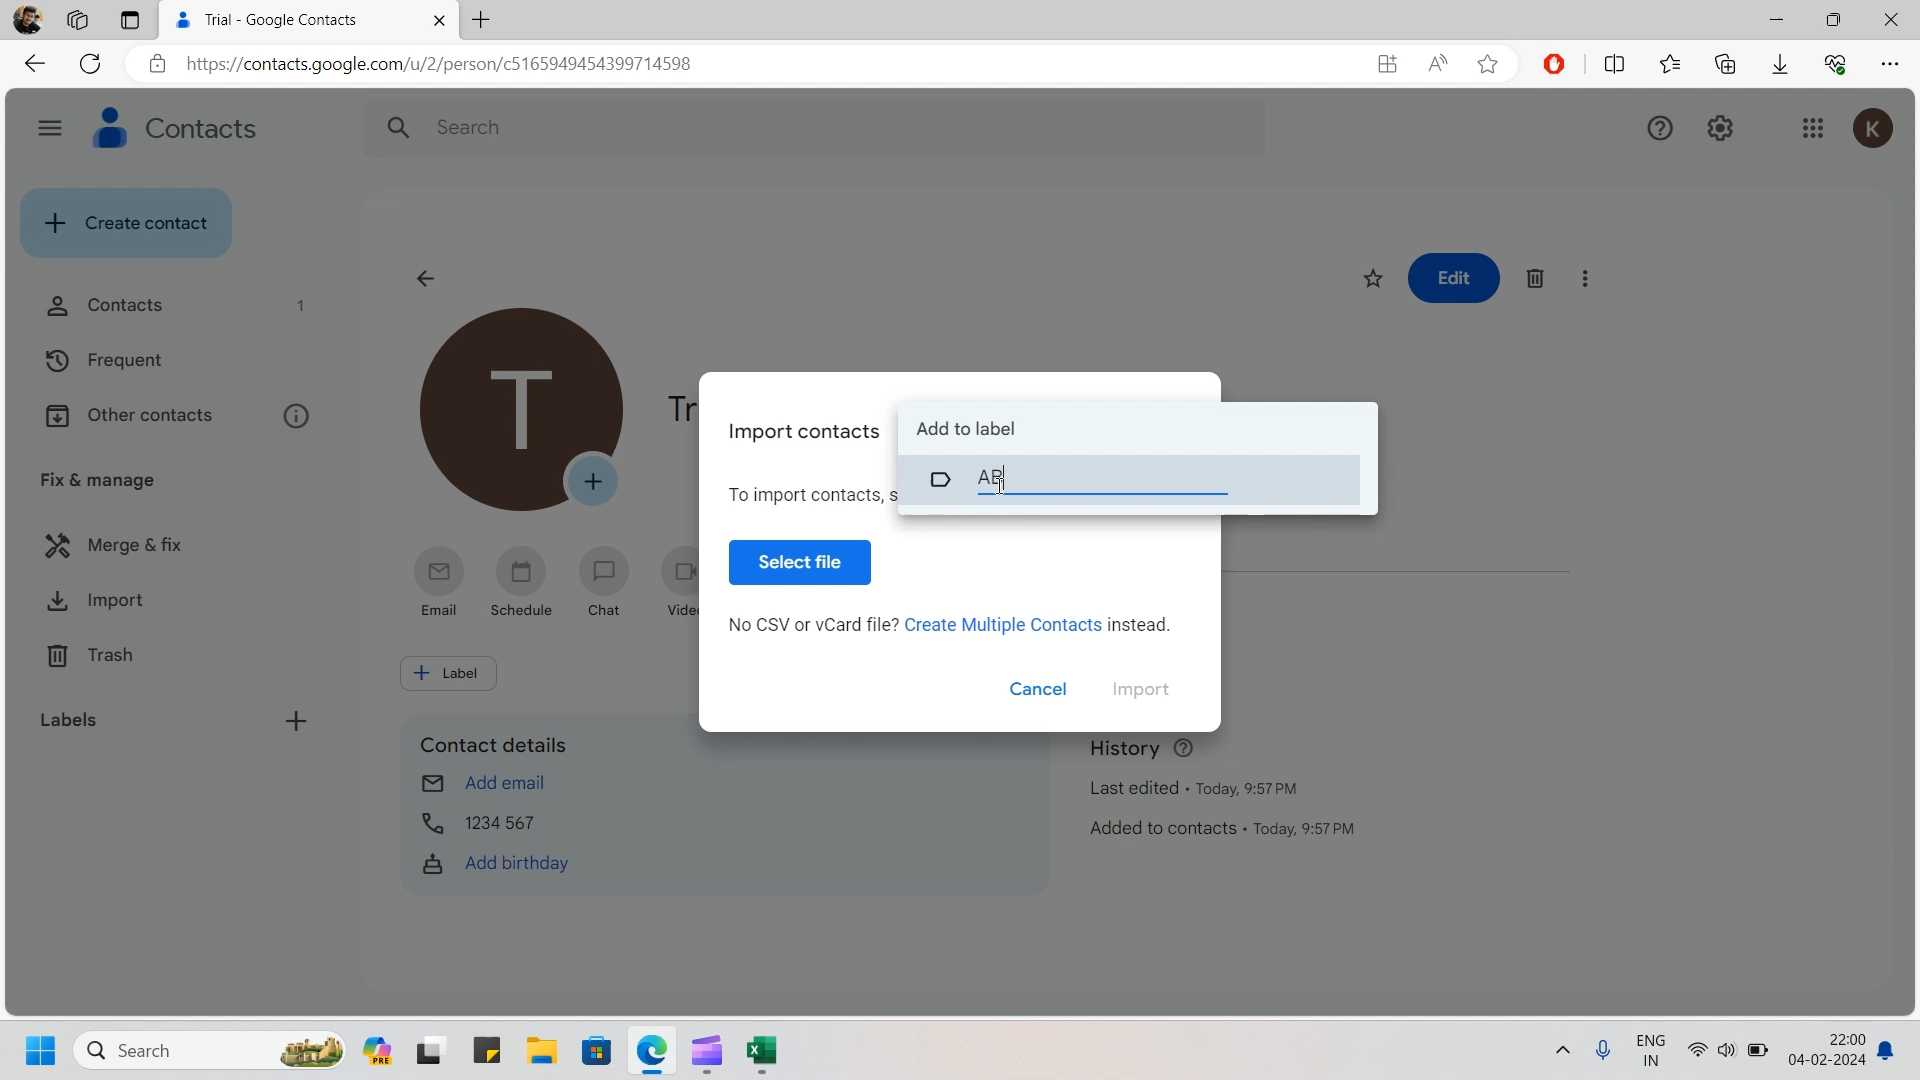 Trial - Google Contacts
https://contacts.google.com/u/2/person/c5165949454399714598
Contacts
Search
K
Create contact
Edit
Contacts 1
Frequent
Other contacts
Fix & manage
Merge & fix
Import
Trash
Labels
T
Tr
Email
Schedule
Chat
Video
Label
Contact details
Add email
1234 567
Add birthday
History
Last edited • Today, 9:57 PM
Added to contacts • Today, 9:57 PM
Import contacts
To import contacts, s
Select file
No CSV or vCard file? Create Multiple Contacts instead.
Cancel
Import
Add to label
AB
Search
PRE
ENG
IN
22:00
04-02-2024